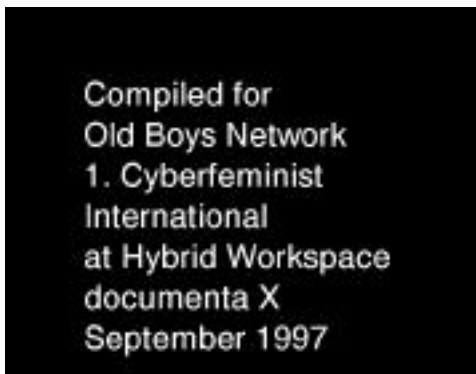 Compiled for
Old Boys Network
1. Cyberfeminist
International
at Hybrid Workspace
documenta X
September 1997